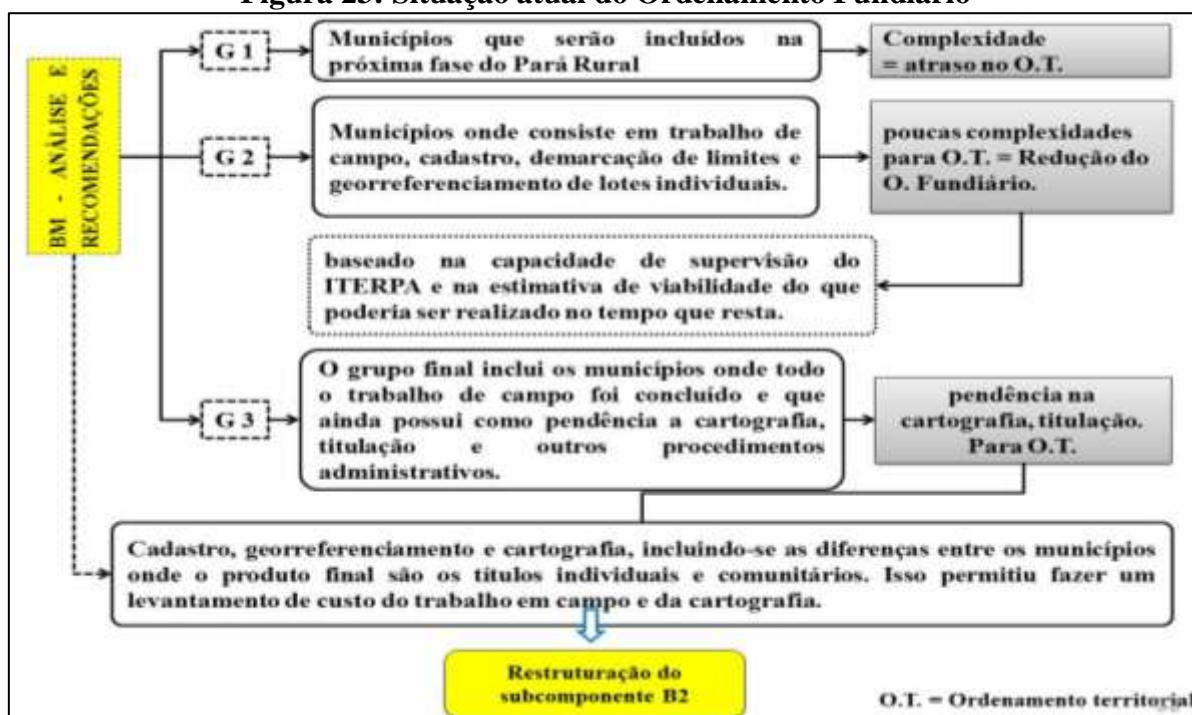 Figura 23: Situação atual do Ordenamento Fundiário
BM - ANÁLISE E
RECOMENDAÇÕES
G 1
Municípios que serão incluídos na
próxima fase do Pará Rural
Complexidade
= atraso no O.T.
G 2
Municípios onde consiste em trabalho de
campo, cadastro, demarcação de limites e
georreferenciamento de lotes individuais.
poucas complexidades
para O.T. = Redução do
O. Fundiário.
baseado na capacidade de supervisão do
ITERPA e na estimativa de viabilidade do que
poderia ser realizado no tempo que resta.
G 3
O grupo final inclui os municípios onde todo
o trabalho de campo foi concluído e que
ainda possui como pendência a cartografia,
titulação e outros procedimentos
administrativos.
pendência na
cartografia, titulação.
Para O.T.
Cadastro, georreferenciamento e cartografia, incluindo-se as diferenças entre os municípios
onde o produto final são os títulos individuais e comunitários. Isso permitiu fazer um
levantamento de custo do trabalho em campo e da cartografia.
Restruturação do
subcomponente B2
O.T. = Ordenamento territorial